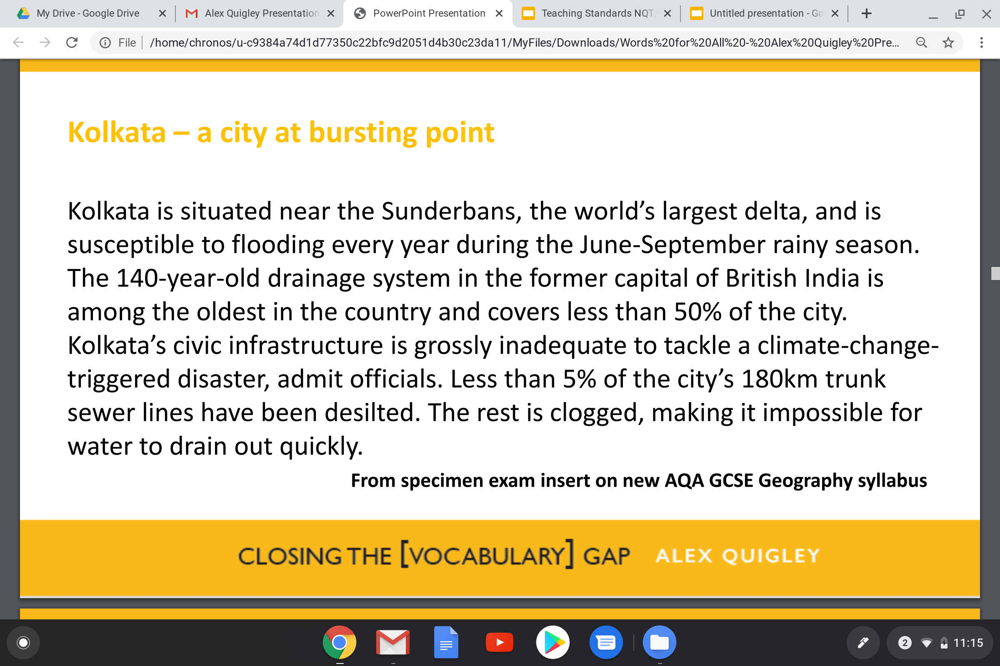 My Drive - Google Drive
Alex Quigley Presentation
PowerPoint Presentation
Teaching Standards NQT
Untitled presentation - Go
File
/home/chronos/u-c9384a74d1d77350c22bfc9d2051d4b30c23da11/MyFiles/Downloads/Words%20for%20All%20-%20Alex%20Quigley%20Pre...
Kolkata – a city at bursting point
Kolkata is situated near the Sunderbans, the world’s largest delta, and is
susceptible to flooding every year during the June-September rainy season.
The 140-year-old drainage system in the former capital of British India is
among the oldest in the country and covers less than 50% of the city.
Kolkata’s civic infrastructure is grossly inadequate to tackle a climate-change-
triggered disaster, admit officials. Less than 5% of the city’s 180km trunk
sewer lines have been desilted. The rest is clogged, making it impossible for
water to drain out quickly.
From specimen exam insert on new AQA GCSE Geography syllabus
CLOSING THE [VOCABULARY] GAP ALEX QUIGLEY
2 11:15